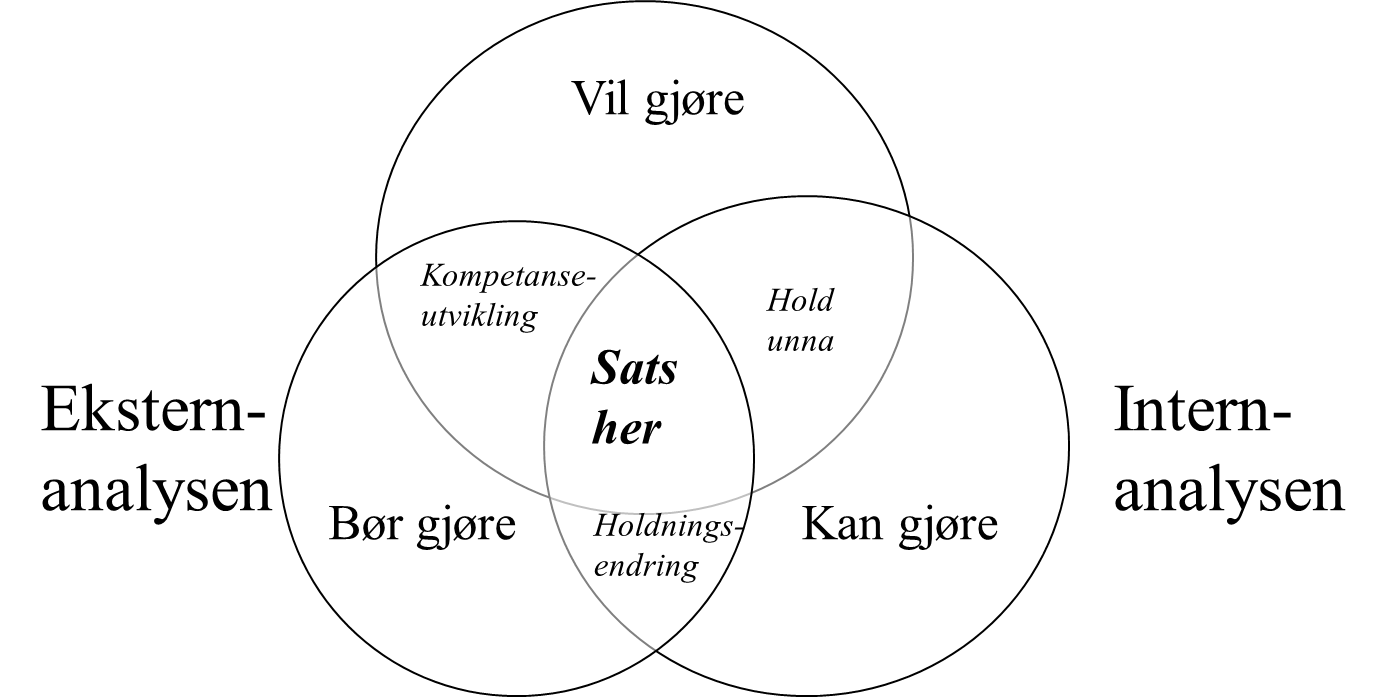 Vil gjøre
Kompetanse-
utvikling
Hold
unna
Sats
her
Ekstern-
analysen
Intern-
analysen
Bør gjøre
Holdnings-
endring
Kan gjøre